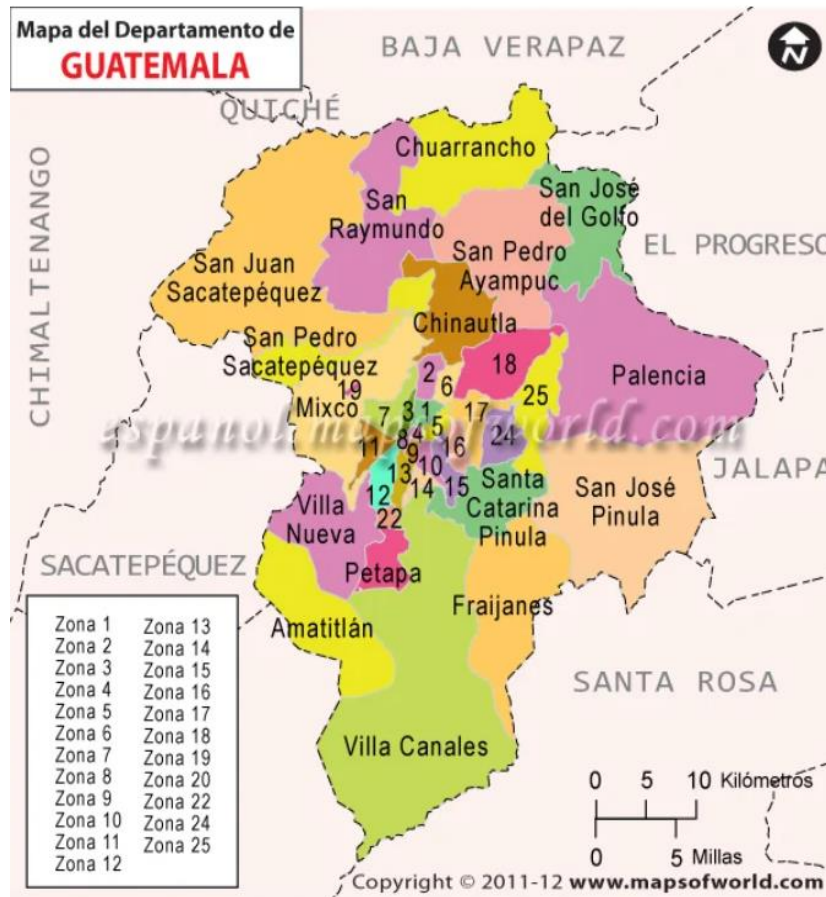 Mapa del Departamento de
GUATEMALA
BAJA VERAPAZ
N
QUICHÉ
Chuarrancho
CHIMALTENANGO
San
Raymundo
San José
del Golfo
EL PROGRESO
San Pedro
Ayampuc
San Juan
Sacatepéquez
Chinautla
San Pedro
Sacatepéquez
18
2
6
25
Palencia
19
Mixco
7
3
1
17
5
espanol.mapsofworld.com
11
8
4
16
24
9
10
JALAPA
13
12
14
15
Santa
Catarina
Pinula
San José
Pinula
Villa
Nueva
22
SACATEPÉQUEZ
Petapa
Fraijanes
Amatitlán
SANTA ROSA
Villa Canales
Zona 1
Zona 2
Zona 3
Zona 4
Zona 5
Zona 6
Zona 7
Zona 8
Zona 9
Zona 10
Zona 11
Zona 12
Zona 13
Zona 14
Zona 15
Zona 16
Zona 17
Zona 18
Zona 19
Zona 20
Zona 22
Zona 24
Zona 25
0 5 10 Kilómetros
0 5 Millas
Copyright © 2011-12 www.mapsofworld.com